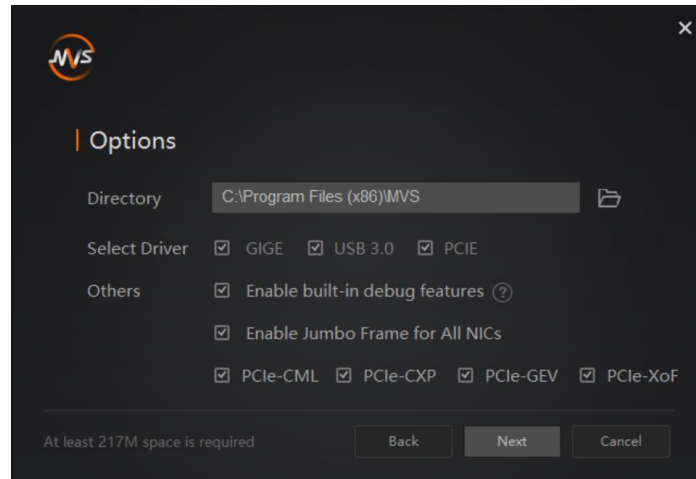 MVS
Options
Directory C:\Program Files (x86)\MVS
Select Driver GIGE USB 3.0 PCIE
Others Enable built-in debug features ?
Enable Jumbo Frame for All NICs
PCIe-CML PCIe-CXP PCIe-GEV PCIe-XoF
At least 217M space is required Back Next Cancel